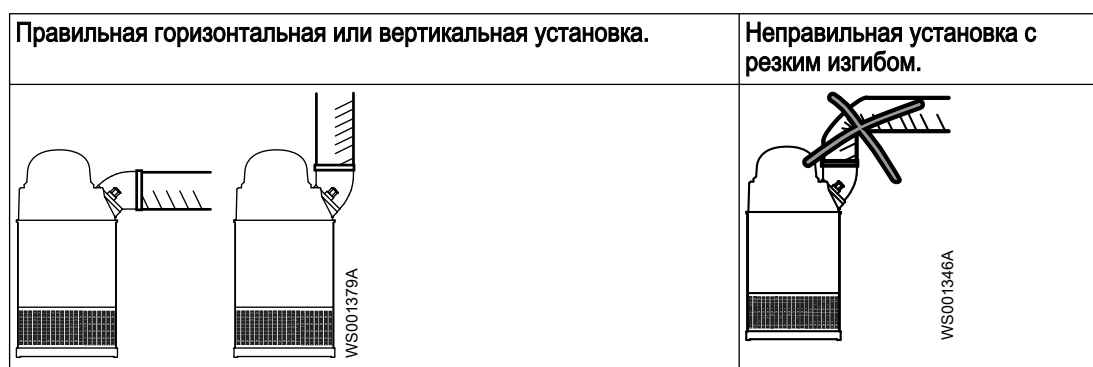 Правильная горизонтальная или вертикальная установка.
Неправильная установка с
резким изгибом.
WS001379A
WS001346A